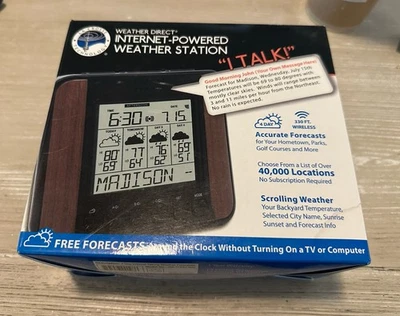 WEATHER DIRECT®
INTERNET-POWERED
WEATHER STATION
"I TALK!"
Good Morning John (Your Own Message Here)
Forecast for Madison, Wednesday, July 15th
Temperatures will be 69 to 80 degrees with
mostly clear skies. Winds will range between
3 and 11 miles per hour from the Northeast.
No rain is expected.
6:30 7.15
80 79 76 62
69 64 62 57
MADISON
4 DAY
330 FT.
WIRELESS
Accurate Forecasts
for Your Hometown, Parks,
Golf Courses and More
Choose From a List of Over
40,000 Locations
No Subscription Required
Scrolling Weather
Your Backyard Temperature,
Selected City Name, Sunrise
Sunset and Forecast Info
FREE FORECASTS Around the Clock Without Turning On a TV or Computer